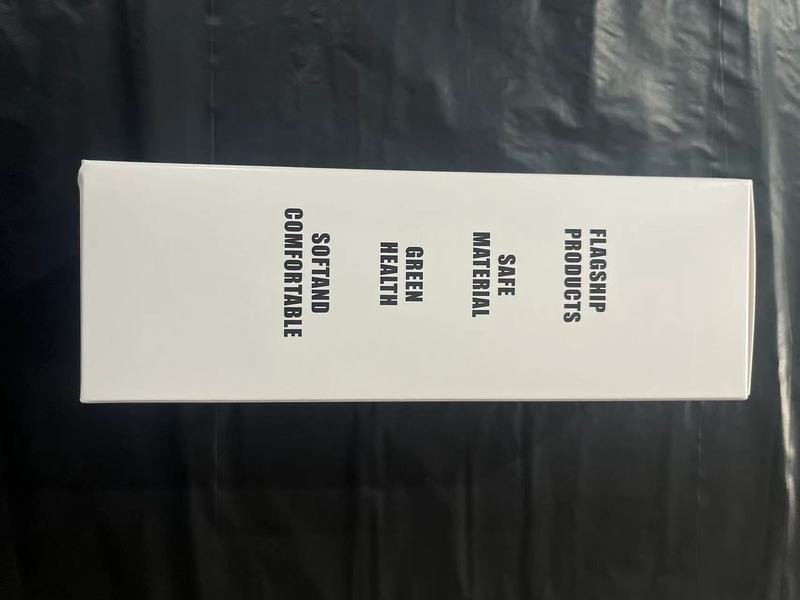 FLAGSHIP
PRODUCTS
SAFE
MATERIAL
GREEN
HEALTH
SOFTAND
COMFORTABLE